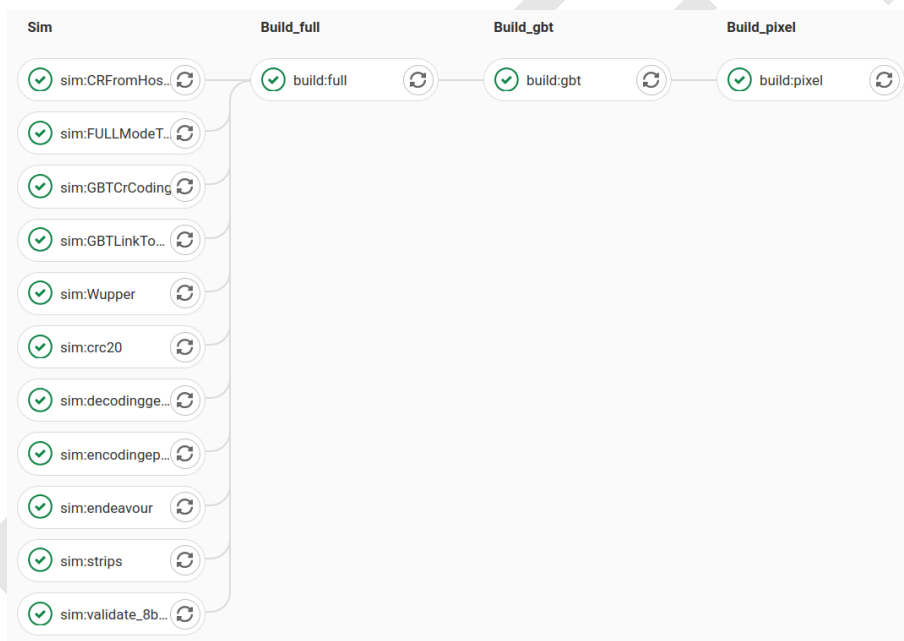 Sim Build_full Build_gbt Build_pixel
sim:CRFromHos... build:full build:gbt build:pixel
sim:FULLModeT...
sim:GBTCrCoding
sim:GBTLinkTo...
sim:Wupper
sim:crc20
sim:decodingge...
sim:encodingep...
sim:endeavour
sim:strips
sim:validate_8b...